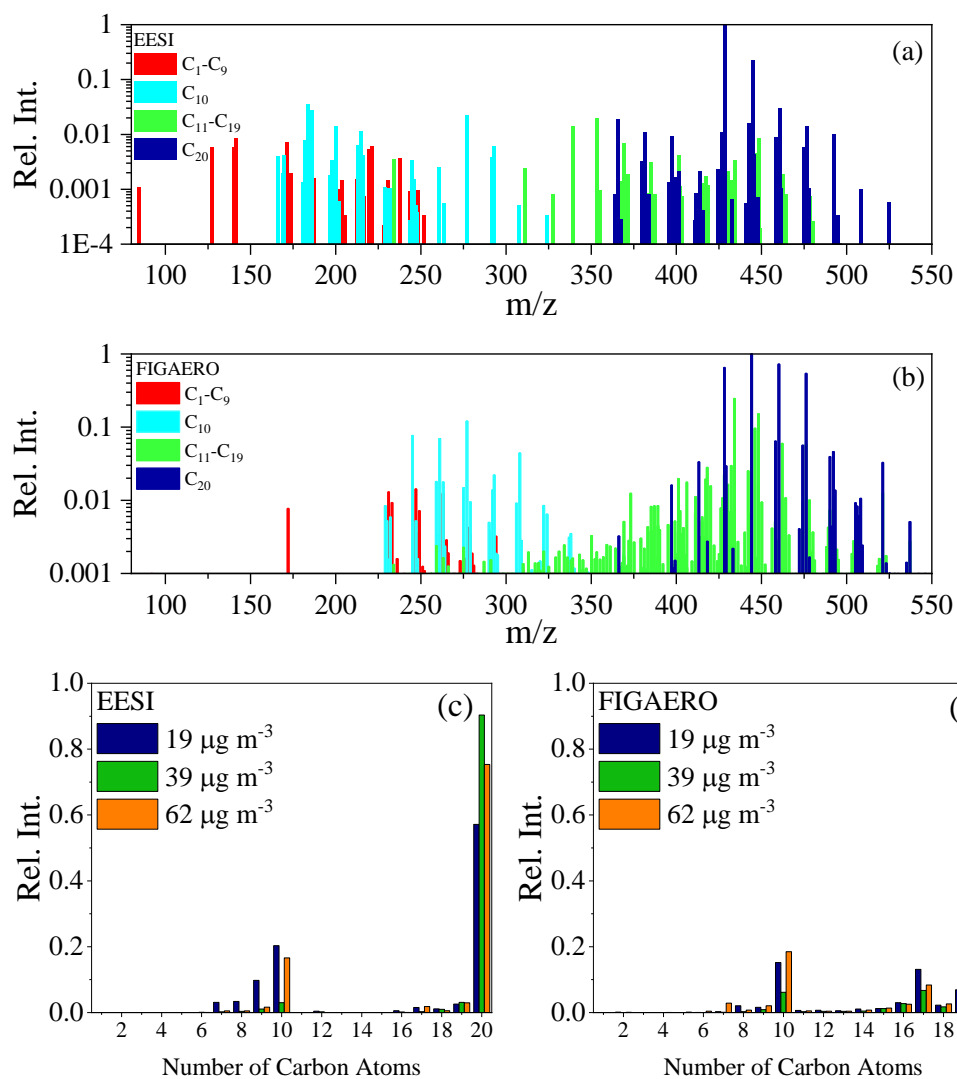 EESI
C₁-C₉
C₁₀
C₁₁-C₁₉
C₂₀
(a)
Rel. Int.
1
0.1
0.01
0.001
1E-4
100 150 200 250 300 350 400 450 500 550
m/z
FIGAERO
C₁-C₉
C₁₀
C₁₁-C₁₉
C₂₀
(b)
Rel. Int.
1
0.1
0.01
0.001
100 150 200 250 300 350 400 450 500 550
m/z
EESI
(c)
19 μg m⁻³
39 μg m⁻³
62 μg m⁻³
Rel. Int.
1.0
0.8
0.6
0.4
0.2
0.0
2 4 6 8 10 12 14 16 18 20
Number of Carbon Atoms
FIGAERO
(
19 μg m⁻³
39 μg m⁻³
62 μg m⁻³
Rel. Int.
1.0
0.8
0.6
0.4
0.2
0.0
2 4 6 8 10 12 14 16 18
Number of Carbon Atoms